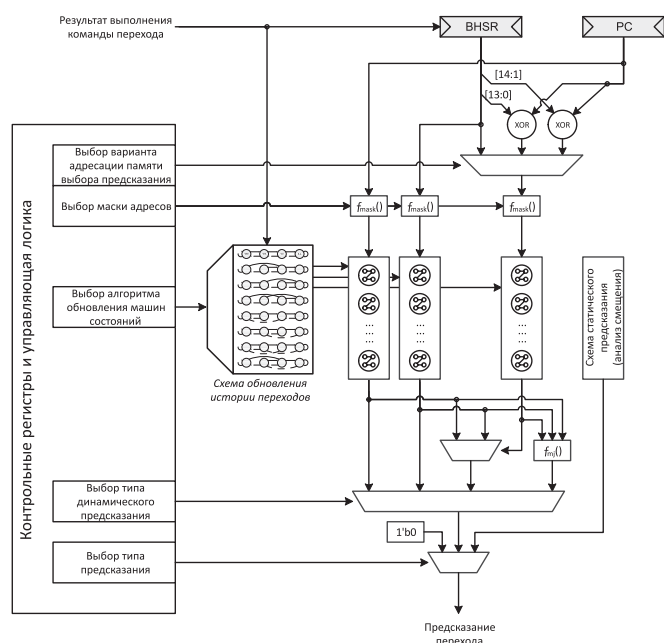 Результат выполнения
команды перехода
BHSR
PC
[14:1]
[13:0]
XOR
XOR
Контрольные регистры и управляющая логика
Выбор варианта
адресации памяти
выбора предсказания
Выбор маски адресов
fmask()
fmask()
fmask()
Выбор алгоритма
обновления машин
состояний
Схема обновления
истории переходов
...
...
...
...
...
...
Схема статического
предсказания
(анализ смещения)
fmj()
Выбор типа
динамического
предсказания
1'b0
Выбор типа
предсказания
Предсказание
перехода